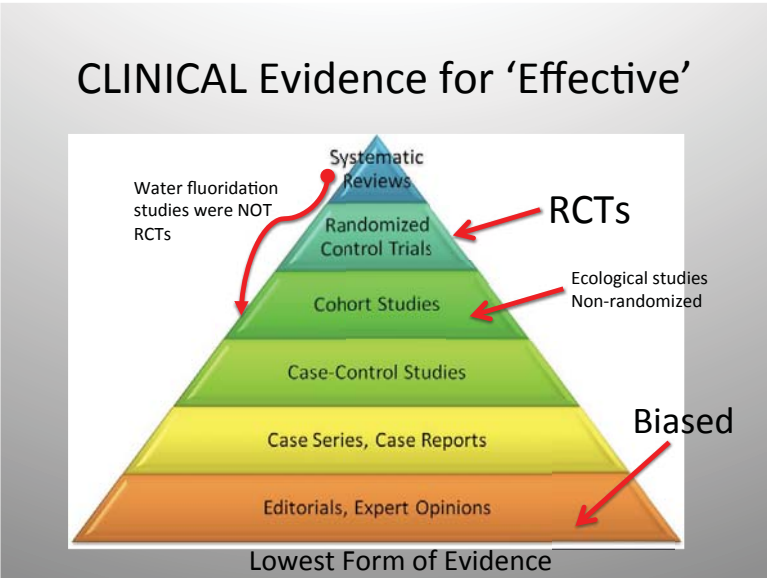 CLINICAL Evidence for ‘Effective’
Water fluoridation
studies were NOT
RCTs
Systematic
Reviews
Randomized
Control Trials
RCTs
Ecological studies
Non-randomized
Cohort Studies
Case-Control Studies
Biased
Case Series, Case Reports
Editorials, Expert Opinions
Lowest Form of Evidence